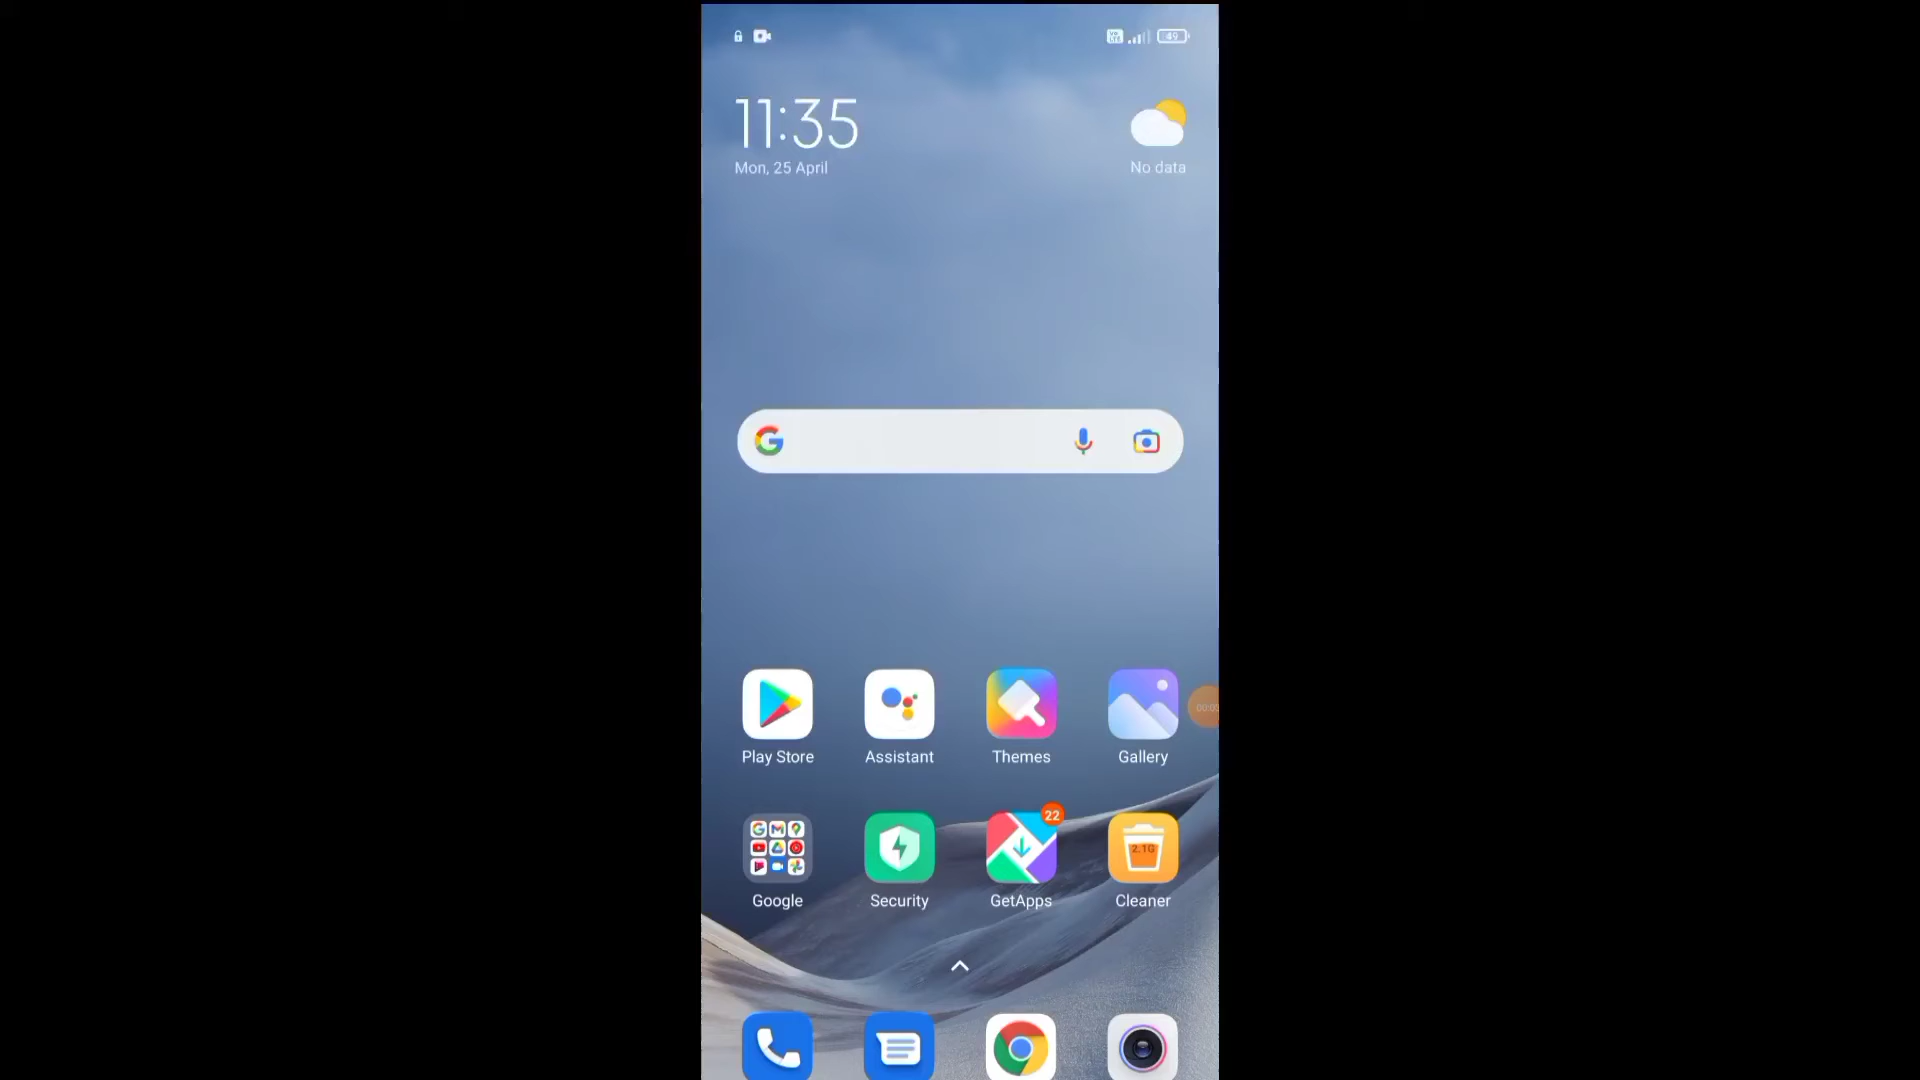 49
11:35
Mon, 25 April
No data
Play Store
Assistant
Themes
Gallery
22
2.1G
Google
Security
GetApps
Cleaner